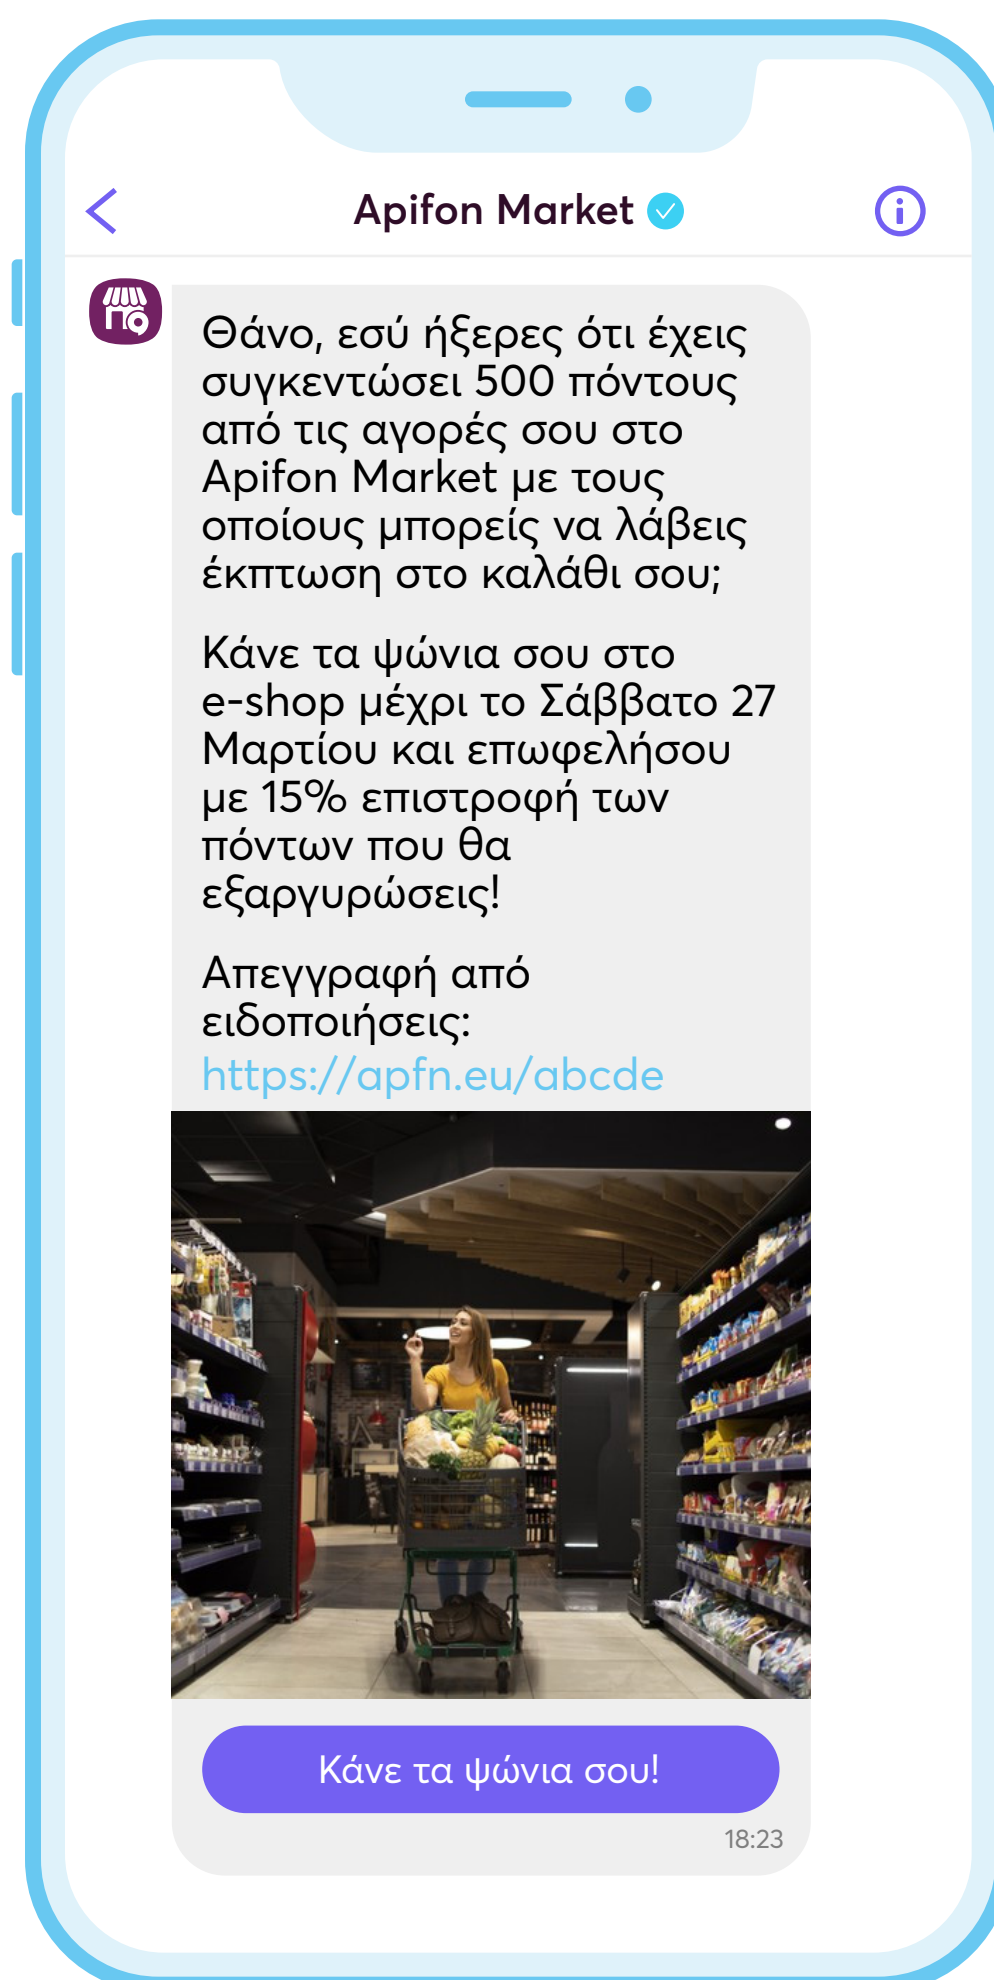 Apifon Market
Θάνο, εσύ ήξερες ότι έχεις
συγκεντώσει 500 πόντους
από τις αγορές σου στο
Apifon Market με τους
οποίους μπορείς να λάβεις
έκπτωση στο καλάθι σου;
Κάνε τα ψώνια σου στο
e-shop μέχρι το Σάββατο 27
Μαρτίου και επωφελήσου
με 15% επιστροφή των
πόντων που θα
εξαργυρώσεις!
Απεγγραφή από
ειδοποιήσεις:
https://apfn.eu/abcde
Κάνε τα ψώνια σου!
18:23